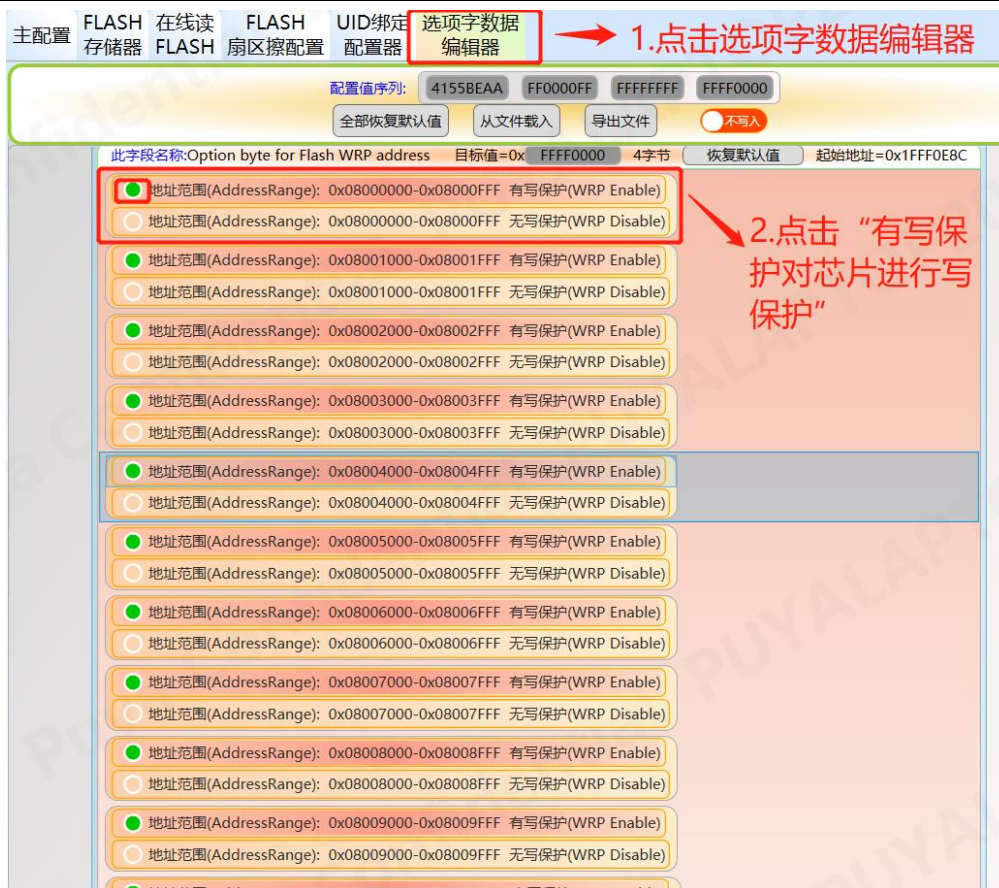 主配置
FLASH
存储器
在线读
FLASH
FLASH
扇区擦配置
UID绑定
配置器
选项字数据
编辑器
1.点击选项字数据编辑器
配置值序列: 4155BEAA FF0000FF FFFFFFFF FFFF0000
全部恢复默认值 从文件载入 导出文件 不写入
此字段名称:Option byte for Flash WRP address 目标值=0x FFFF0000 4字节 恢复默认值 起始地址=0x1FFF0E8C
地址范围(AddressRange): 0x08000000-0x08000FFF 有写保护(WRP Enable)
地址范围(AddressRange): 0x08000000-0x08000FFF 无写保护(WRP Disable)
2.点击“有写保
护对芯片进行写
保护”
地址范围(AddressRange): 0x08001000-0x08001FFF 有写保护(WRP Enable)
地址范围(AddressRange): 0x08001000-0x08001FFF 无写保护(WRP Disable)
地址范围(AddressRange): 0x08002000-0x08002FFF 有写保护(WRP Enable)
地址范围(AddressRange): 0x08002000-0x08002FFF 无写保护(WRP Disable)
地址范围(AddressRange): 0x08003000-0x08003FFF 有写保护(WRP Enable)
地址范围(AddressRange): 0x08003000-0x08003FFF 无写保护(WRP Disable)
地址范围(AddressRange): 0x08004000-0x08004FFF 有写保护(WRP Enable)
地址范围(AddressRange): 0x08004000-0x08004FFF 无写保护(WRP Disable)
地址范围(AddressRange): 0x08005000-0x08005FFF 有写保护(WRP Enable)
地址范围(AddressRange): 0x08005000-0x08005FFF 无写保护(WRP Disable)
地址范围(AddressRange): 0x08006000-0x08006FFF 有写保护(WRP Enable)
地址范围(AddressRange): 0x08006000-0x08006FFF 无写保护(WRP Disable)
地址范围(AddressRange): 0x08007000-0x08007FFF 有写保护(WRP Enable)
地址范围(AddressRange): 0x08007000-0x08007FFF 无写保护(WRP Disable)
地址范围(AddressRange): 0x08008000-0x08008FFF 有写保护(WRP Enable)
地址范围(AddressRange): 0x08008000-0x08008FFF 无写保护(WRP Disable)
地址范围(AddressRange): 0x08009000-0x08009FFF 有写保护(WRP Enable)
地址范围(AddressRange): 0x08009000-0x08009FFF 无写保护(WRP Disable)